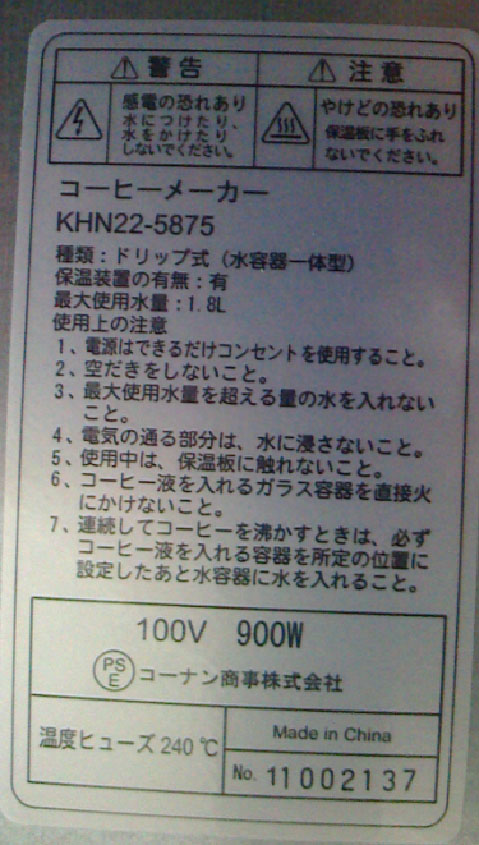 警告
注意
感電の恐れあり
水につけたり、
水をかけたり
しないでください。
やけどの恐れあり
保温板に手をふれ
ないでください。
コーヒーメーカー
KHN22-5875
種類：ドリップ式（水容器一体型）
保温装置の有無：有
最大使用水量：1.8L
使用上の注意
1、電源はできるだけコンセントを使用すること。
2、空だきをしないこと。
3、最大使用水量を超える量の水を入れない
こと。
4、電気の通る部分は、水に浸さないこと。
5、使用中は、保温板に触れないこと。
6、コーヒー液を入れるガラス容器を直接火
にかけないこと。
7、連続してコーヒーを沸かすときは、必ず
コーヒー液を入れる容器を所定の位置に
設定したあと水容器に水を入れること。
100V 900W
PS
E
コーナン商事株式会社
温度ヒューズ 240℃
Made in China
No. 11002137